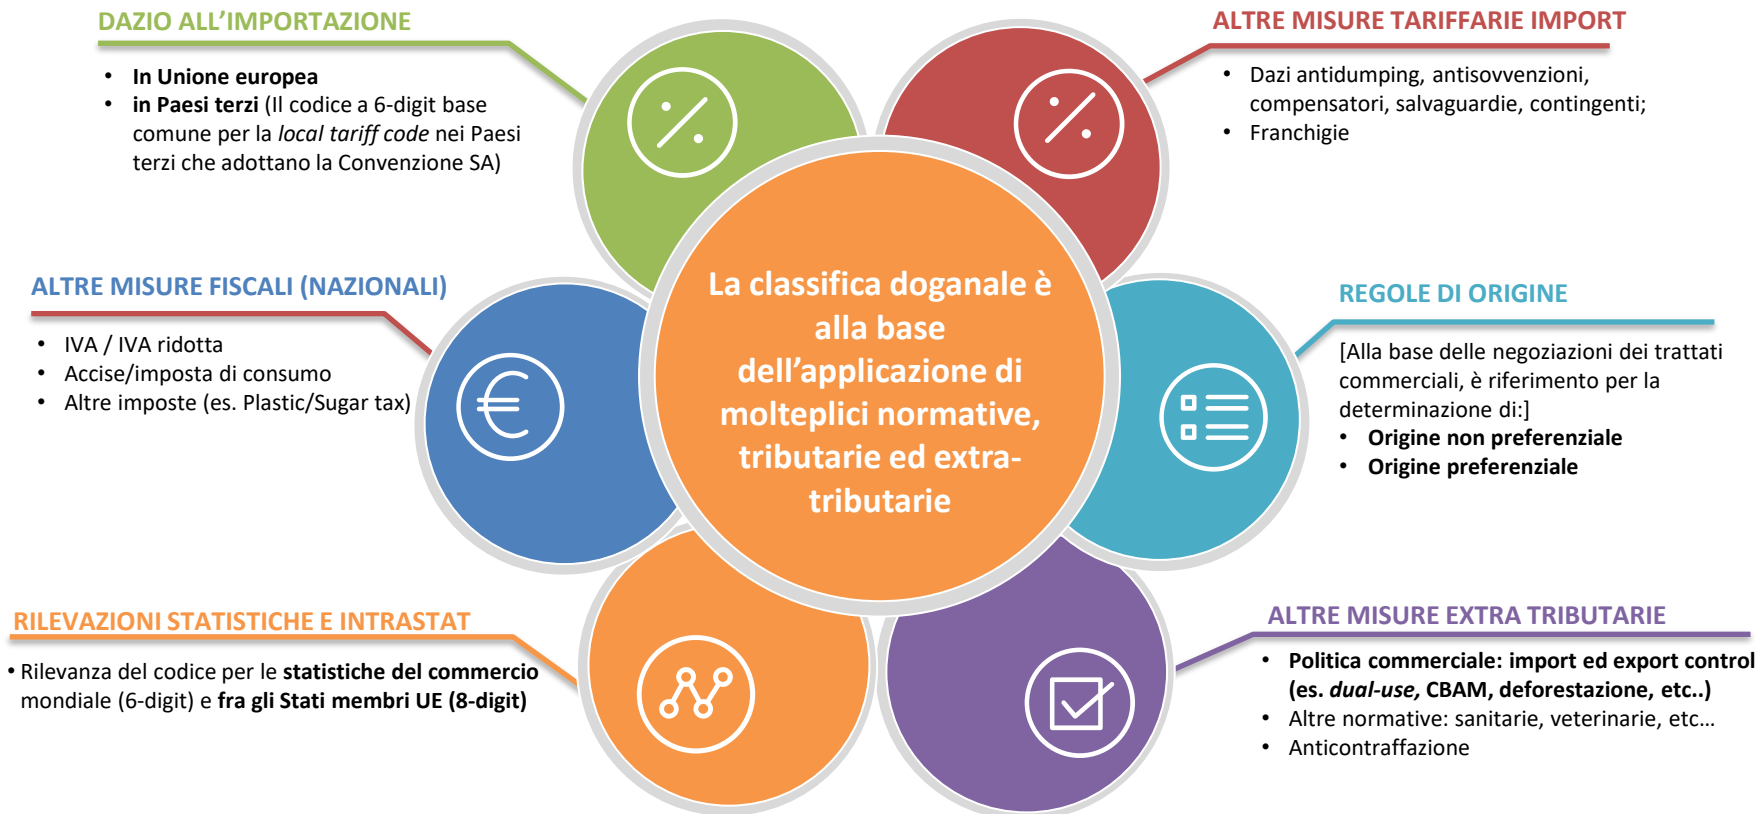 DAZIO ALL'IMPORTAZIONE
• In Unione europea
• in Paesi terzi (Il codice a 6-digit base
comune per la local tariff code nei Paesi
terzi che adottano la Convenzione SA)
ALTRE MISURE TARIFFARIE IMPORT
• Dazi antidumping, antisovvenzioni,
compensatori, salvaguardie, contingenti;
• Franchigie
ALTRE MISURE FISCALI (NAZIONALI)
• IVA / IVA ridotta
• Accise/imposta di consumo
• Altre imposte (es. Plastic/Sugar tax)
La classifica doganale è
alla base
dell'applicazione di
molteplici normative,
tributarie ed extra-
tributarie
REGOLE DI ORIGINE
[Alla base delle negoziazioni dei trattati
commerciali, è riferimento per la
determinazione di:]
• Origine non preferenziale
• Origine preferenziale
RILEVAZIONI STATISTICHE E INTRASTAT
• Rilevanza del codice per le statistiche del commercio
mondiale (6-digit) e fra gli Stati membri UE (8-digit)
ALTRE MISURE EXTRA TRIBUTARIE
• Politica commerciale: import ed export control
(es. dual-use, CBAM, deforestazione, etc..)
• Altre normative: sanitarie, veterinarie, etc…
• Anticontraffazione